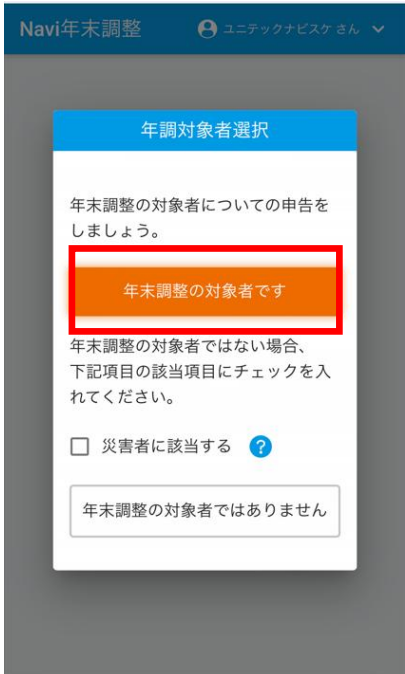 Navi年末調整 ユニテックナビスケ さん
年調対象者選択
年末調整の対象者についての申告を
しましょう。
年末調整の対象者です
年末調整の対象者ではない場合、
下記項目の該当項目にチェックを入
れてください。
災害者に該当する ?
年末調整の対象者ではありません